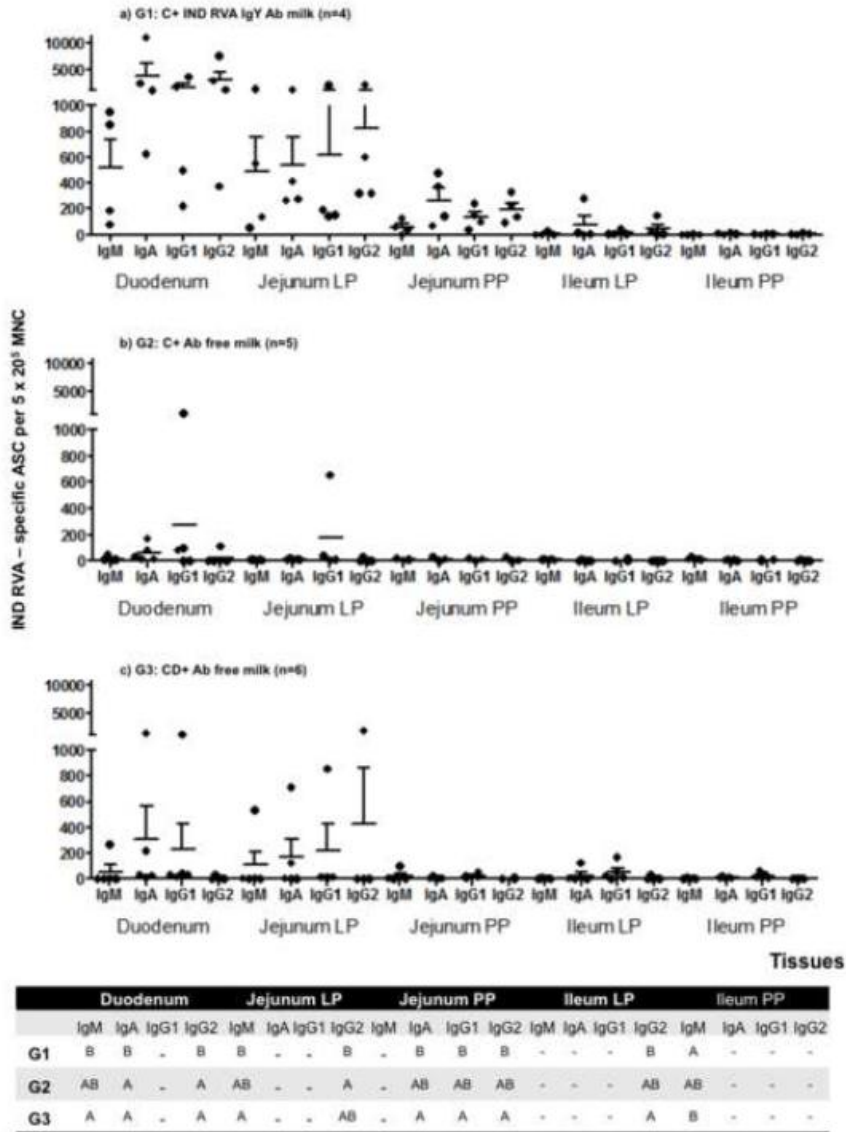 a) G1: C+ IND RVA IgY Ab milk (n=4)
10000
5000
1000
800
600
400
200
0
IgM IgA IgG1 IgG2 IgM IgA IgG1 IgG2 IgM IgA IgG1 IgG2 IgM IgA IgG1 IgG2 IgM IgA IgG1 IgG2
Duodenum Jejunum LP Jejunum PP Ileum LP Ileum PP
IND RVA – specific ASC per 5 x 20⁵ MNC
b) G2: C+ Ab free milk (n=5)
10000
5000
1000
800
600
400
200
0
IgM IgA IgG1 IgG2 IgM IgA IgG1 IgG2 IgM IgA IgG1 IgG2 IgM IgA IgG1 IgG2 IgM IgA IgG1 IgG2
Duodenum Jejunum LP Jejunum PP Ileum LP Ileum PP
c) G3: CD+ Ab free milk (n=6)
10000
5000
1000
800
600
400
200
0
IgM IgA IgG1 IgG2 IgM IgA IgG1 IgG2 IgM IgA IgG1 IgG2 IgM IgA IgG1 IgG2 IgM IgA IgG1 IgG2
Duodenum Jejunum LP Jejunum PP Ileum LP Ileum PP
Tissues
Duodenum Jejunum LP Jejunum PP Ileum LP Ileum PP
IgM IgA IgG1 IgG2 IgM IgA IgG1 IgG2 IgM IgA IgG1 IgG2 IgM IgA IgG1 IgG2 IgM IgA IgG1 IgG2
G1 B B - B B - - B - B B B - - - B A - - -
G2 AB A - A AB - - A - AB AB AB - - - AB AB - - -
G3 A A - A A - - AB - A A A - - - A B - - -